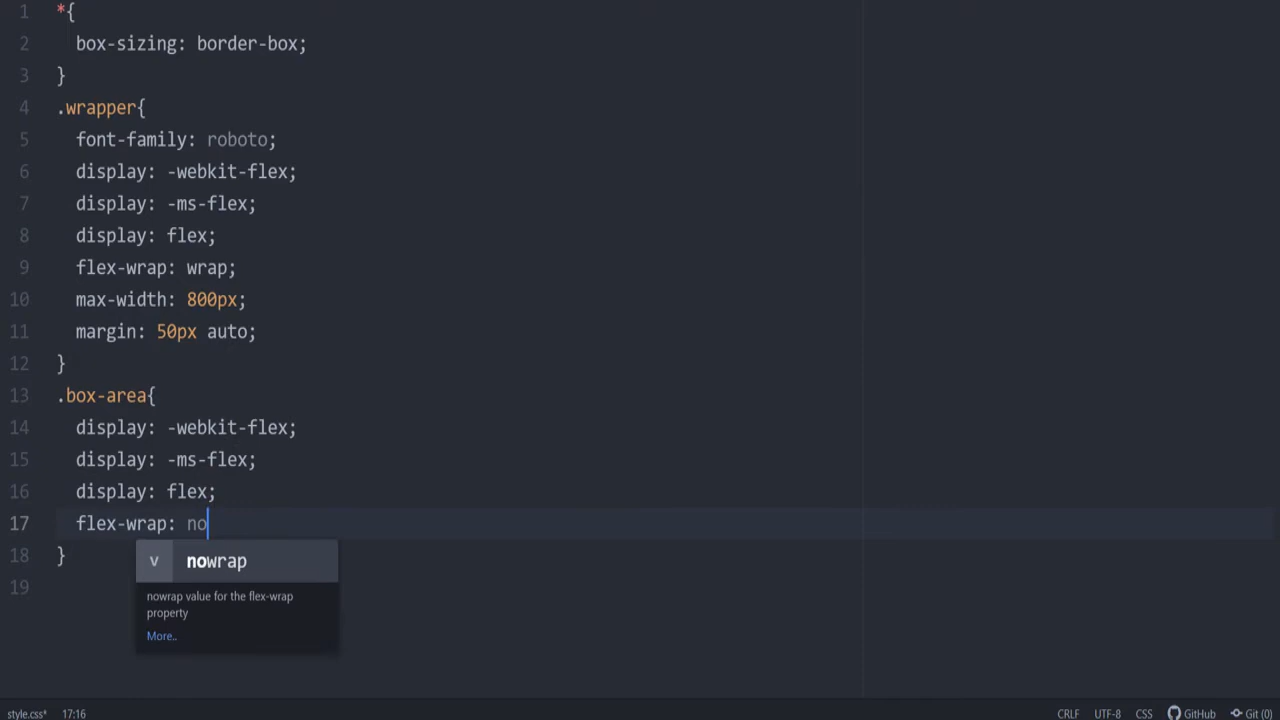 1 *{
2 box-sizing: border-box;
3 }
4 .wrapper{
5 font-family: roboto;
6 display: -webkit-flex;
7 display: -ms-flex;
8 display: flex;
9 flex-wrap: wrap;
10 max-width: 800px;
11 margin: 50px auto;
12 }
13 .box-area{
14 display: -webkit-flex;
15 display: -ms-flex;
16 display: flex;
17 flex-wrap: no
18 }
v nowrap
19
nowrap value for the flex-wrap
property
More..
style.css* 17:16 CRLF UTF-8 CSS GitHub Git (0)